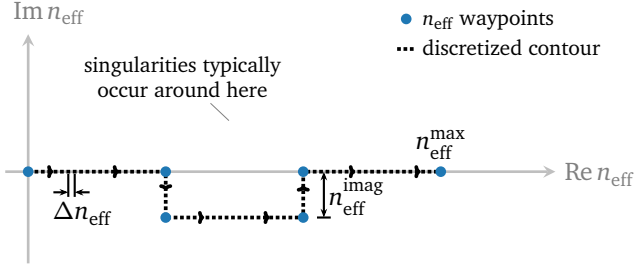 Im n_eff
n_eff waypoints
discretized contour
singularities typically
occur around here
n_eff^max
Re n_eff
n_eff^imag
Δn_eff